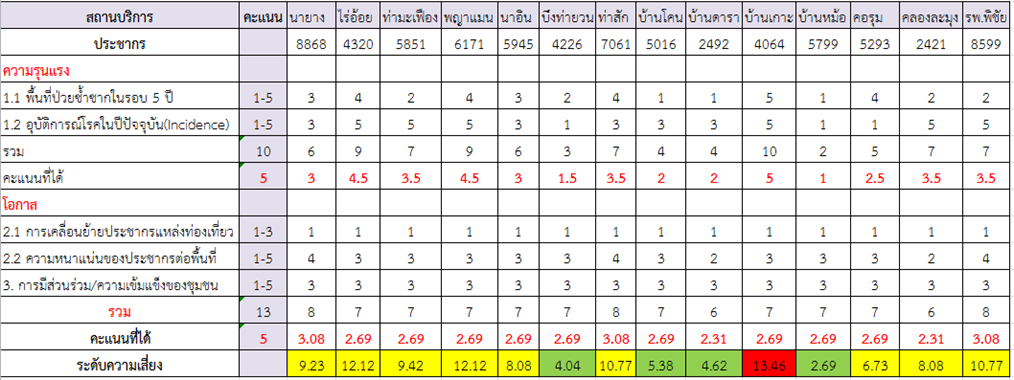 สถานบริการ คะแนน นายาง ไร่อ้อย ท่ามะเฟือง พญาแมน นาอิน บึงท่ายวน ท่าสัก บ้านโคน บ้านดารา บ้านเกาะ บ้านหม้อ คอรุม คลองละมุง รพ.พิชัย
ประชากร 8868 4320 5851 6171 5945 4226 7061 5016 2492 4064 5799 5293 2421 8599
ความรุนแรง
1.1 พื้นที่ป่วยซ้ำซากในรอบ 5 ปี 1-5 3 4 2 4 3 2 4 1 1 5 1 4 2 2
1.2 อุบัติการณ์โรคในปีปัจจุบัน(Incidence) 1-5 3 5 5 5 3 1 3 3 3 5 1 1 5 5
รวม 10 6 9 7 9 6 3 7 4 4 10 2 5 7 7
คะแนนที่ได้ 5 3 4.5 3.5 4.5 3 1.5 3.5 2 2 5 1 2.5 3.5 3.5
โอกาส
2.1 การเคลื่อนย้ายประชากรแหล่งท่องเที่ยว 1-3 1 1 1 1 1 1 1 1 1 1 1 1 1 1
2.2 ความหนาแน่นของประชากรต่อพื้นที่ 1-5 4 3 3 3 3 3 4 3 2 3 3 3 2 4
3. การมีส่วนร่วม/ความเข้มแข็งของชุมชน 1-5 3 3 3 3 3 3 3 3 3 3 3 3 3 3
รวม 13 8 7 7 7 7 7 8 7 6 7 7 7 6 8
คะแนนที่ได้ 5 3.08 2.69 2.69 2.69 2.69 2.69 3.08 2.69 2.31 2.69 2.69 2.69 2.31 3.08
ระดับความเสี่ยง 9.23 12.12 9.42 12.12 8.08 4.04 10.77 5.38 4.62 13.46 2.69 6.73 8.08 10.77